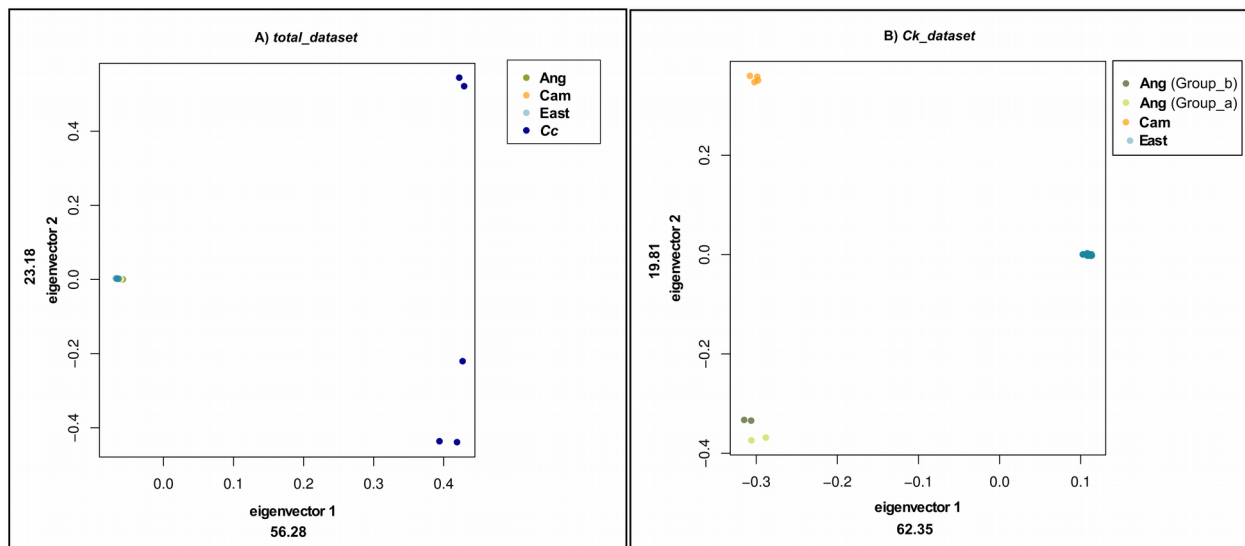 A) total_dataset
Ang
Cam
East
Cc
0.4
0.2
0.0
−0.2
−0.4
23.18
eigenvector 2
0.0
0.1
0.2
0.3
0.4
eigenvector 1
56.28
B) Ck_dataset
Ang (Group_b)
Ang (Group_a)
Cam
East
0.2
0.0
−0.2
−0.4
19.81
eigenvector 2
−0.3
−0.2
−0.1
0.0
0.1
eigenvector 1
62.35